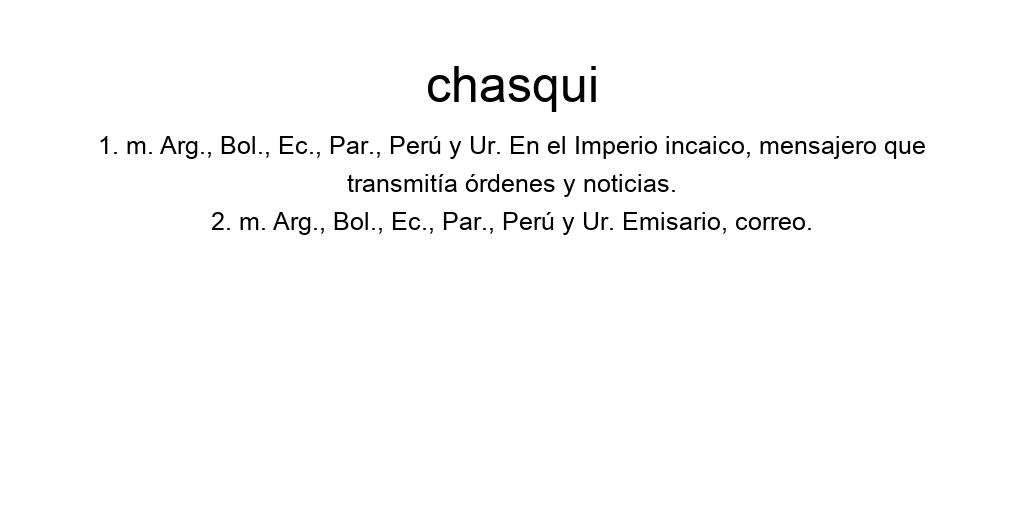 chasqui
1. m. Arg., Bol., Ec., Par., Perú y Ur. En el Imperio incaico, mensajero que
transmitía órdenes y noticias.
2. m. Arg., Bol., Ec., Par., Perú y Ur. Emisario, correo.